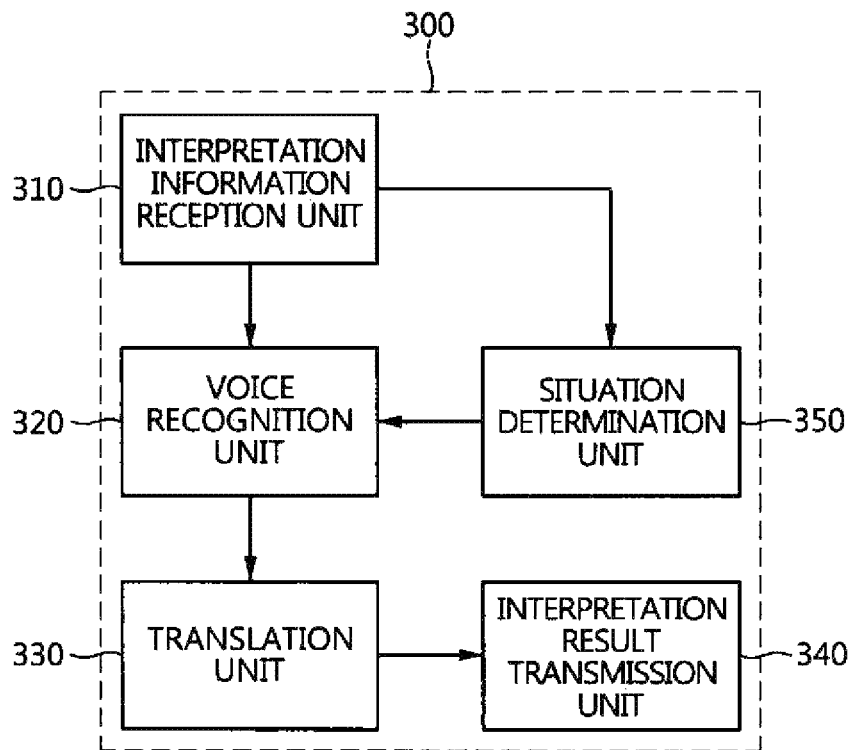 300
INTERPRETATION
INFORMATION
RECEPTION UNIT
310
VOICE
RECOGNITION
UNIT
320
SITUATION
DETERMINATION
UNIT
350
TRANSLATION
UNIT
330
INTERPRETATION
RESULT
TRANSMISSION
UNIT
340